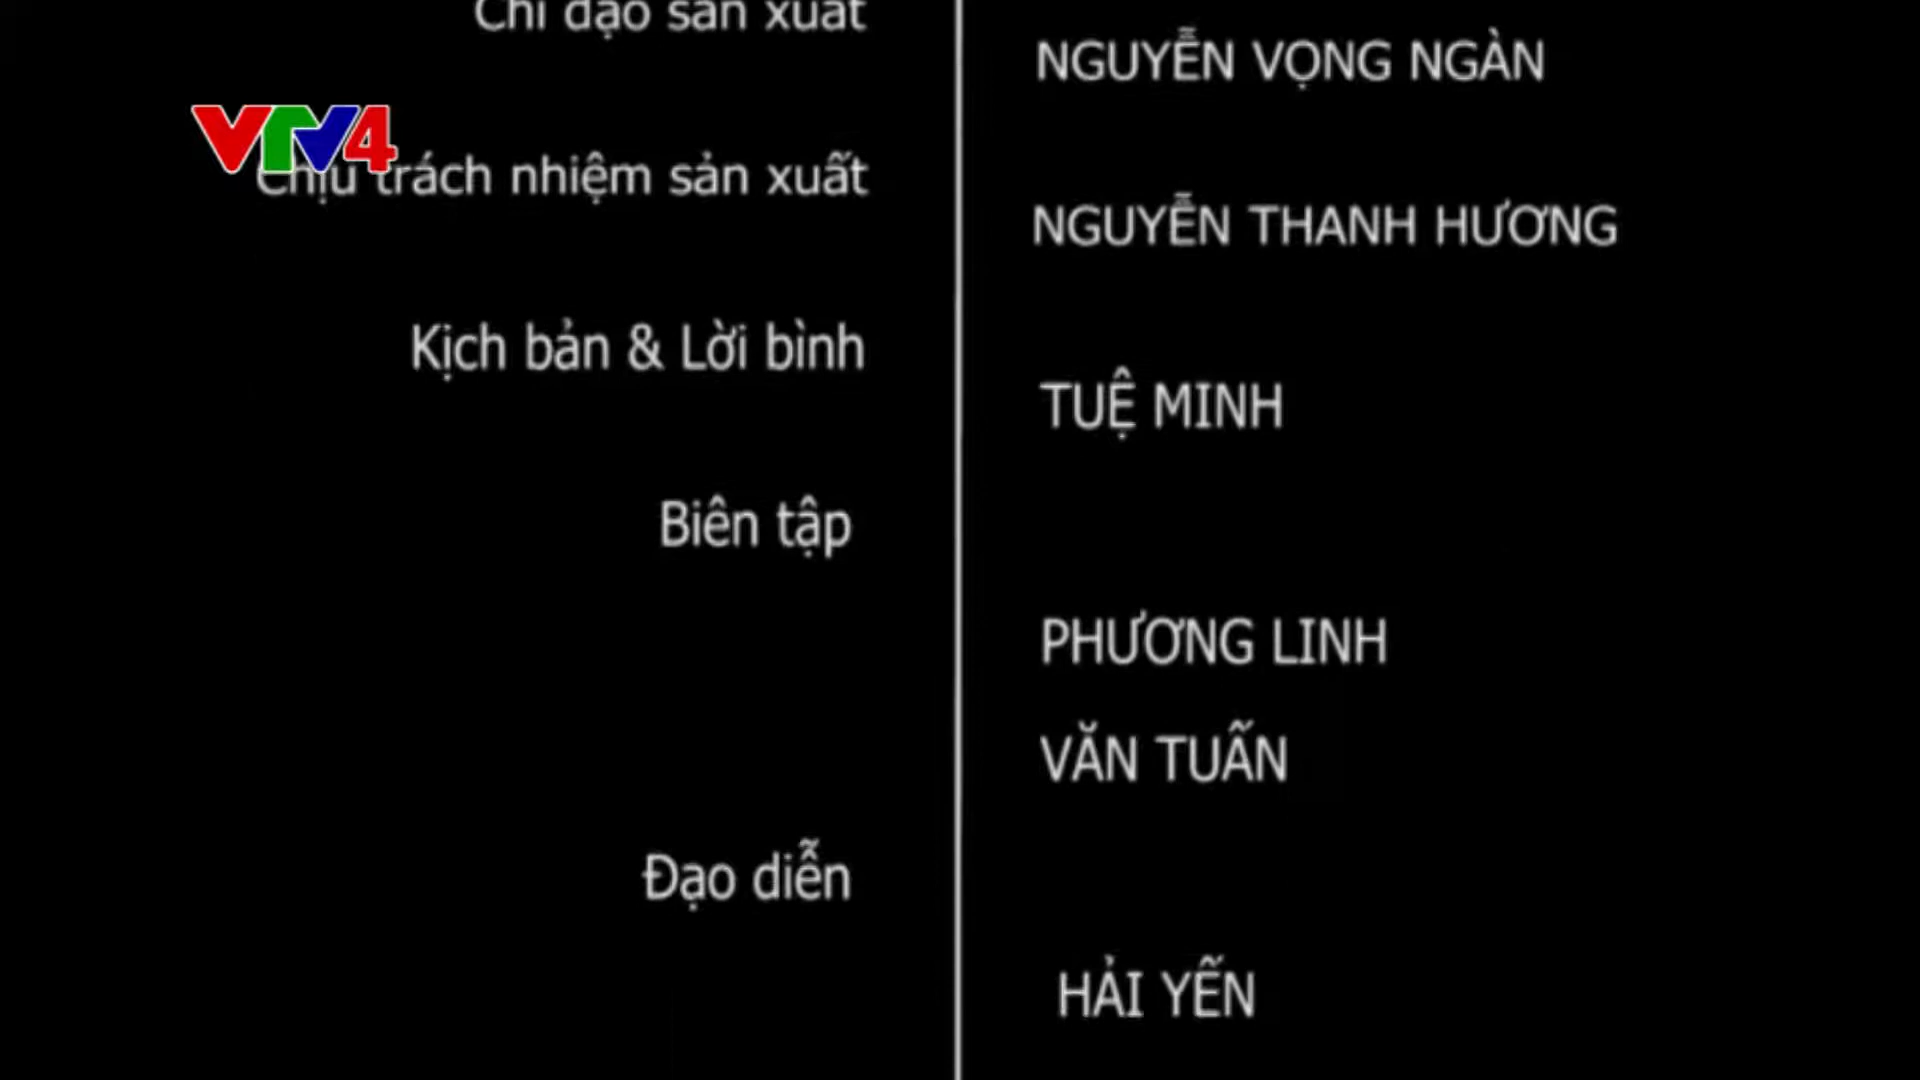 Chỉ đạo sản xuất
NGUYỄN VỌNG NGÀN
VTV4
Chịu trách nhiệm sản xuất
NGUYỄN THANH HƯƠNG
Kịch bản & Lời bình
TUỆ MINH
Biên tập
PHƯƠNG LINH
VĂN TUẤN
Đạo diễn
HẢI YẾN